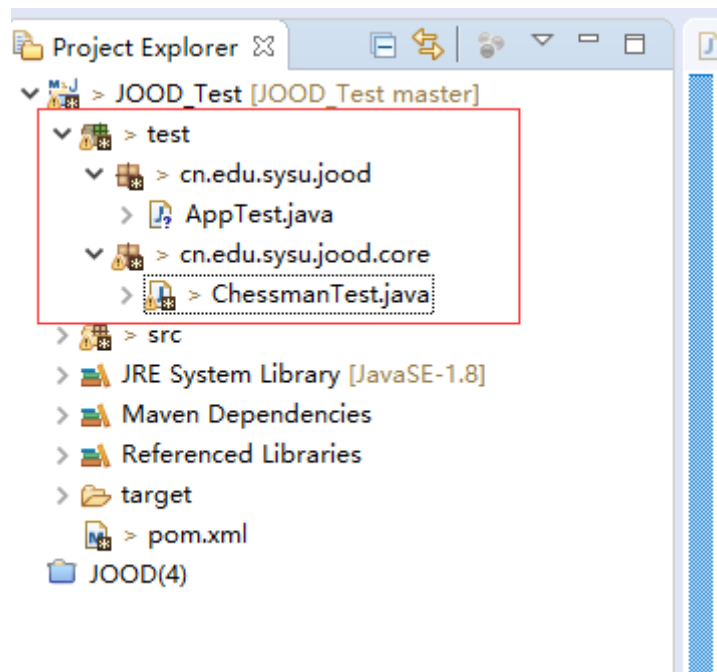 Project Explorer
> JOOD_Test [JOOD_Test master]
> test
> cn.edu.sysu.jood
AppTest.java
> cn.edu.sysu.jood.core
> ChessmanTest.java
> src
JRE System Library [JavaSE-1.8]
Maven Dependencies
Referenced Libraries
target
> pom.xml
JOOD(4)